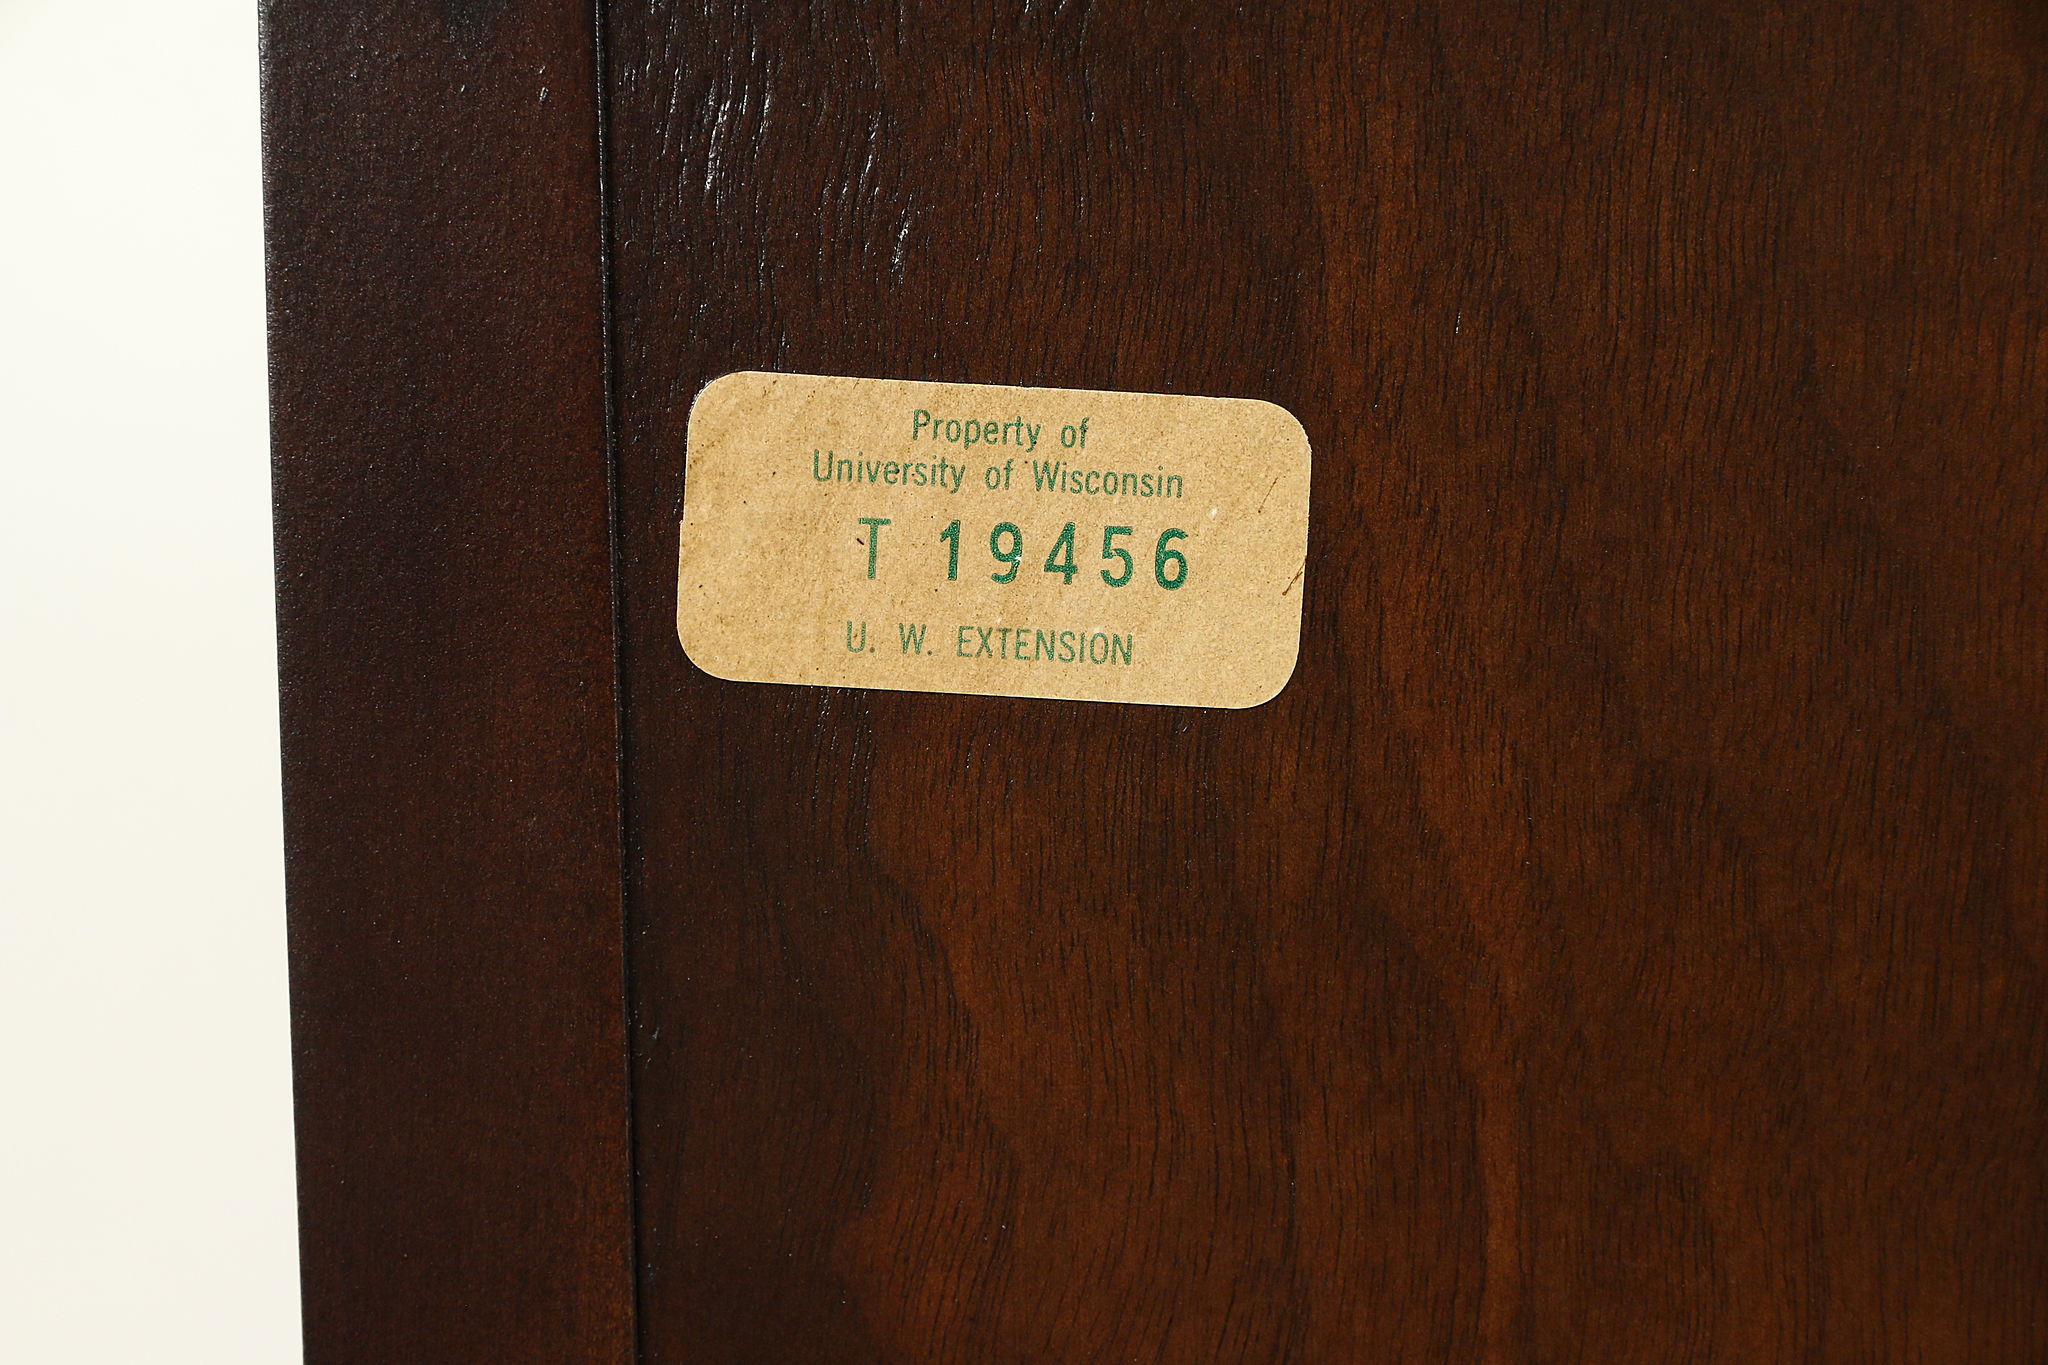 Property of
University of Wisconsin
T 19456
U. W. EXTENSION